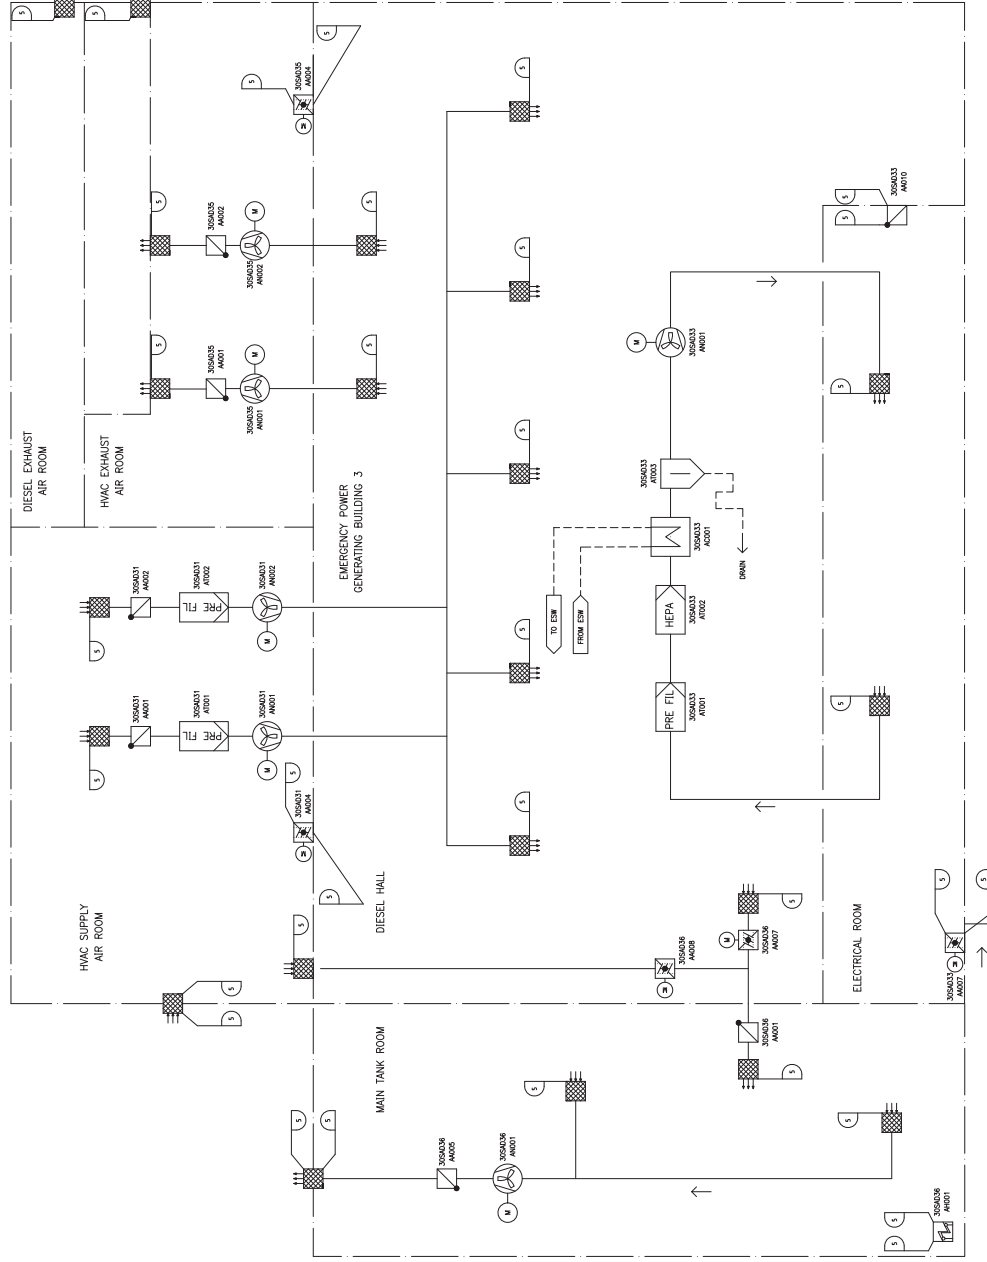 DIESEL EXHAUST
AIR ROOM
S
HVAC EXHAUST
AIR ROOM
S
HVAC SUPPLY
AIR ROOM
S
S
30SAD31
AA001
30SAD31
AA002
PRE FIL
30SAD31
AT001
PRE FIL
30SAD31
AT002
M
30SAD31
AN001
M
30SAD31
AN002
S
S
S
S
30SAD35
AA001
30SAD35
AA002
M
30SAD35
AN001
M
30SAD35
AN002
S
S
S
S
30SAD31
AA004
M
S
S
30SAD35
AA004
M
EMERGENCY POWER
GENERATING BUILDING 3
DIESEL HALL
S
MAIN TANK ROOM
S
S
30SAD36
AA005
M
30SAD36
AN001
S
S
S
S
S
S
S
TO ESW
FROM ESW
PRE FIL
30SAD33
AT001
HEPA
30SAD33
AT002
30SAD33
AC001
30SAD33
AT003
DRAIN
M
30SAD33
AN001
M
30SAD36
AA008
M
30SAD36
AA007
30SAD36
AA001
S
S
S
S
S
ELECTRICAL ROOM
S
S
30SAD33
AA010
S
S
30SAD36
AH001
S
S
M
30SAD33
AA007